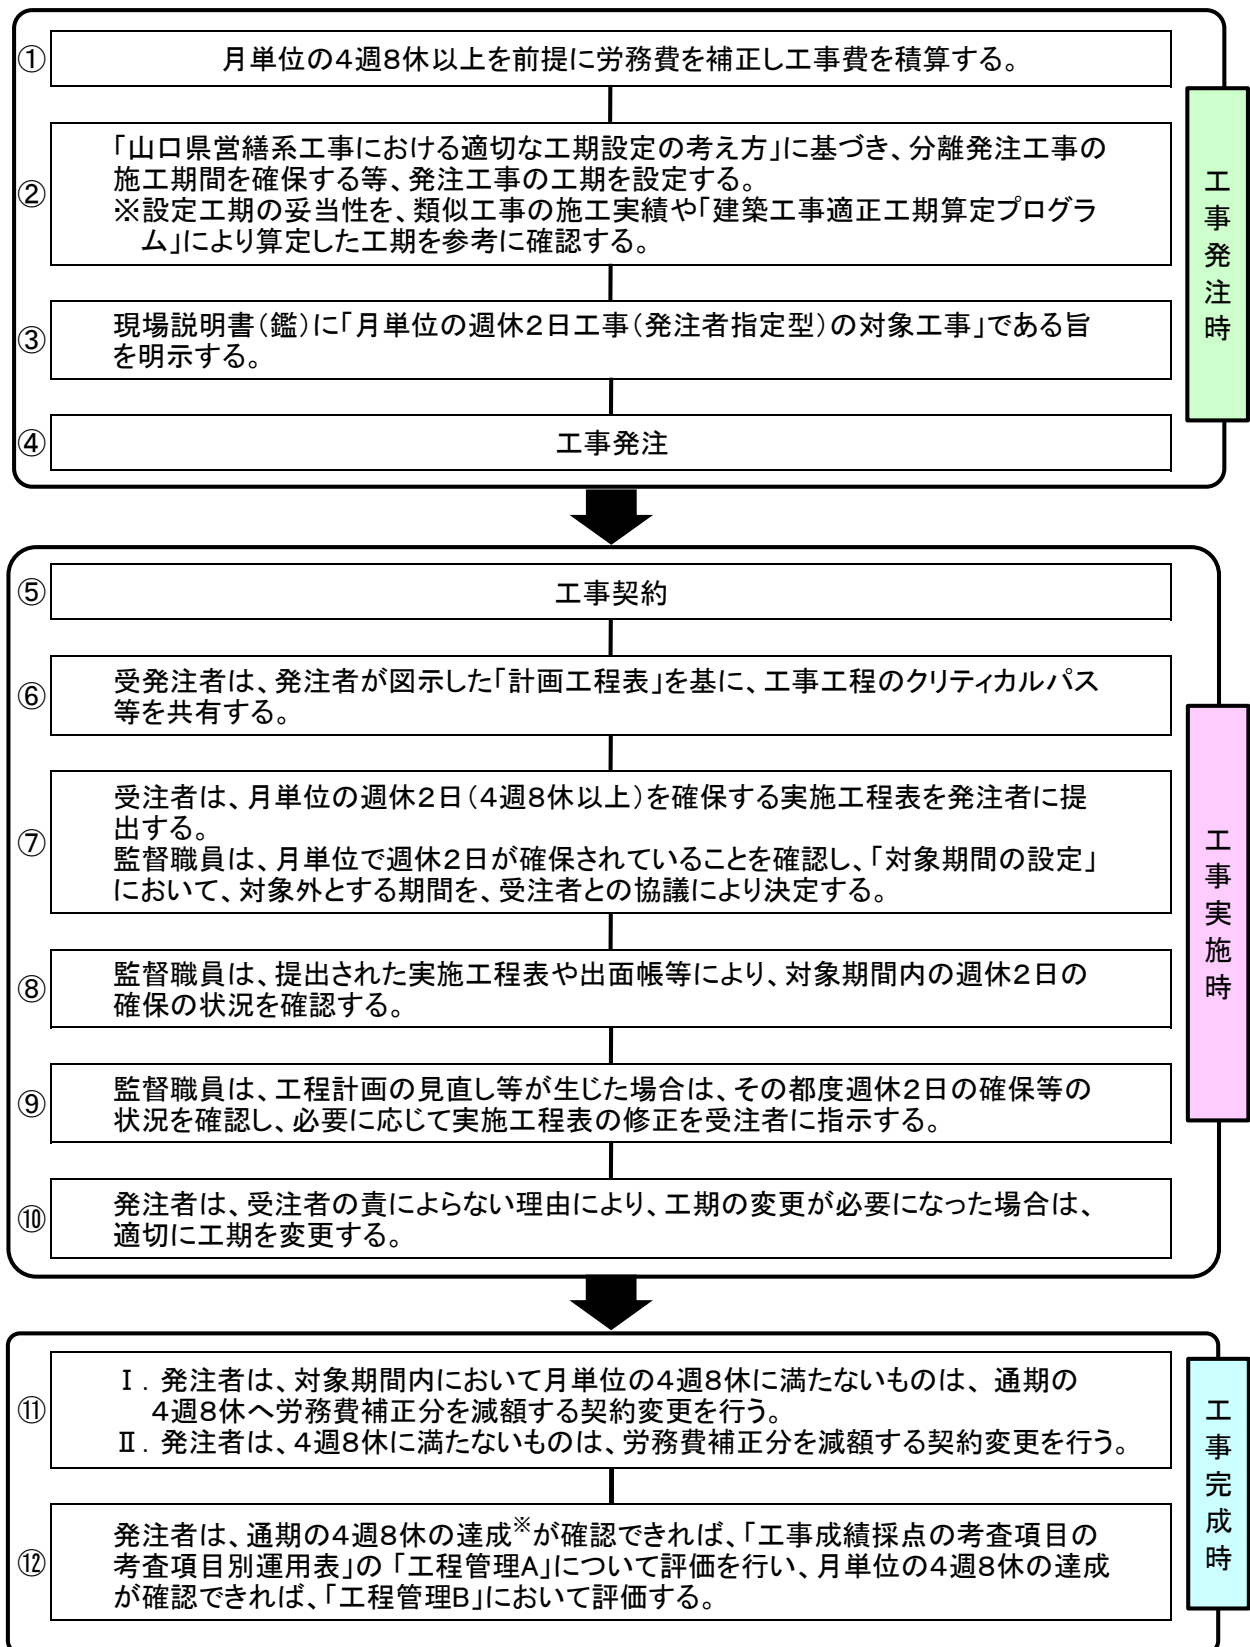 ①
月単位の4週8休以上を前提に労務費を補正し工事費を積算する。
②
「山口県営繕系工事における適切な工期設定の考え方」に基づき、分離発注工事の
施工期間を確保する等、発注工事の工期を設定する。
※設定工期の妥当性を、類似工事の施工実績や「建築工事適正工期算定プログラ
ム」により算定した工期を参考に確認する。
③
現場説明書(鑑)に「月単位の週休2日工事(発注者指定型)の対象工事」である旨
を明示する。
④
工事発注
工事発注時
⑤
工事契約
⑥
受発注者は、発注者が図示した「計画工程表」を基に、工事工程のクリティカルパス
等を共有する。
⑦
受注者は、月単位の週休2日(4週8休以上)を確保する実施工程表を発注者に提
出する。
監督職員は、月単位で週休2日が確保されていることを確認し、「対象期間の設定」
において、対象外とする期間を、受注者との協議により決定する。
⑧
監督職員は、提出された実施工程表や出面帳等により、対象期間内の週休2日の
確保の状況を確認する。
⑨
監督職員は、工程計画の見直し等が生じた場合は、その都度週休2日の確保等の
状況を確認し、必要に応じて実施工程表の修正を受注者に指示する。
⑩
発注者は、受注者の責によらない理由により、工期の変更が必要になった場合は、
適切に工期を変更する。
工事実施時
⑪
Ⅰ．発注者は、対象期間内において月単位の4週8休に満たないものは、通期の
4週8休へ労務費補正分を減額する契約変更を行う。
Ⅱ．発注者は、4週8休に満たないものは、労務費補正分を減額する契約変更を行う。
⑫
発注者は、通期の4週8休の達成※が確認できれば、「工事成績採点の考査項目の
考査項目別運用表」の「工程管理A」について評価を行い、月単位の4週8休の達成
が確認できれば、「工程管理B」において評価する。
工事完成時